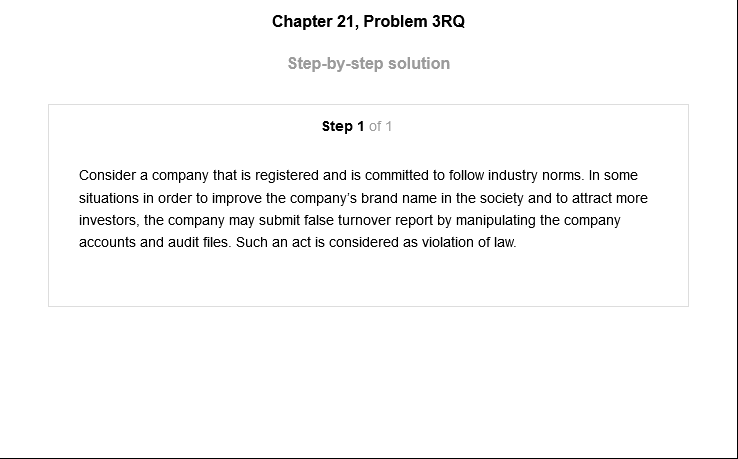 Chapter 21, Problem 3RQ
Step-by-step solution
Step 1 of 1
Consider a company that is registered and is committed to follow industry norms. In some
situations in order to improve the company's brand name in the society and to attract more
investors, the company may submit false turnover report by manipulating the company
accounts and audit files. Such an act is considered as violation of law.